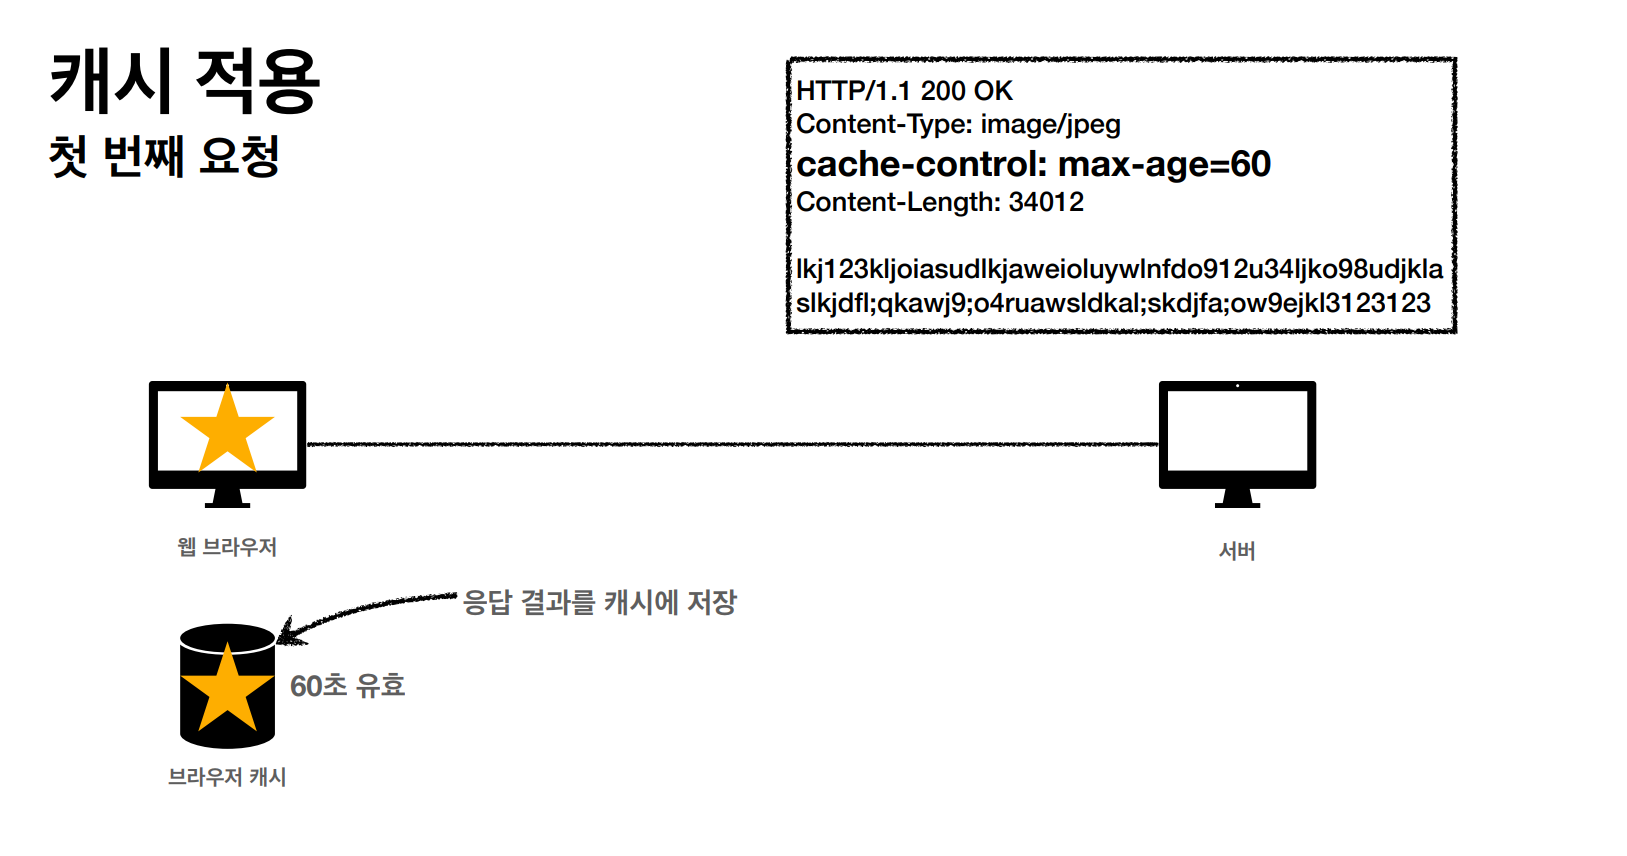 캐시 적용
첫 번째 요청
HTTP/1.1 200 OK
Content-Type: image/jpeg
cache-control: max-age=60
Content-Length: 34012
lkj123kljoiasudlkjaweioluywlnfdo912u34ljko98udjkla
slkjdfl;qkawj9;o4ruawsldkal;skdjfa;ow9ejkl3123123
웹 브라우저
서버
응답 결과를 캐시에 저장
60초 유효
브라우저 캐시